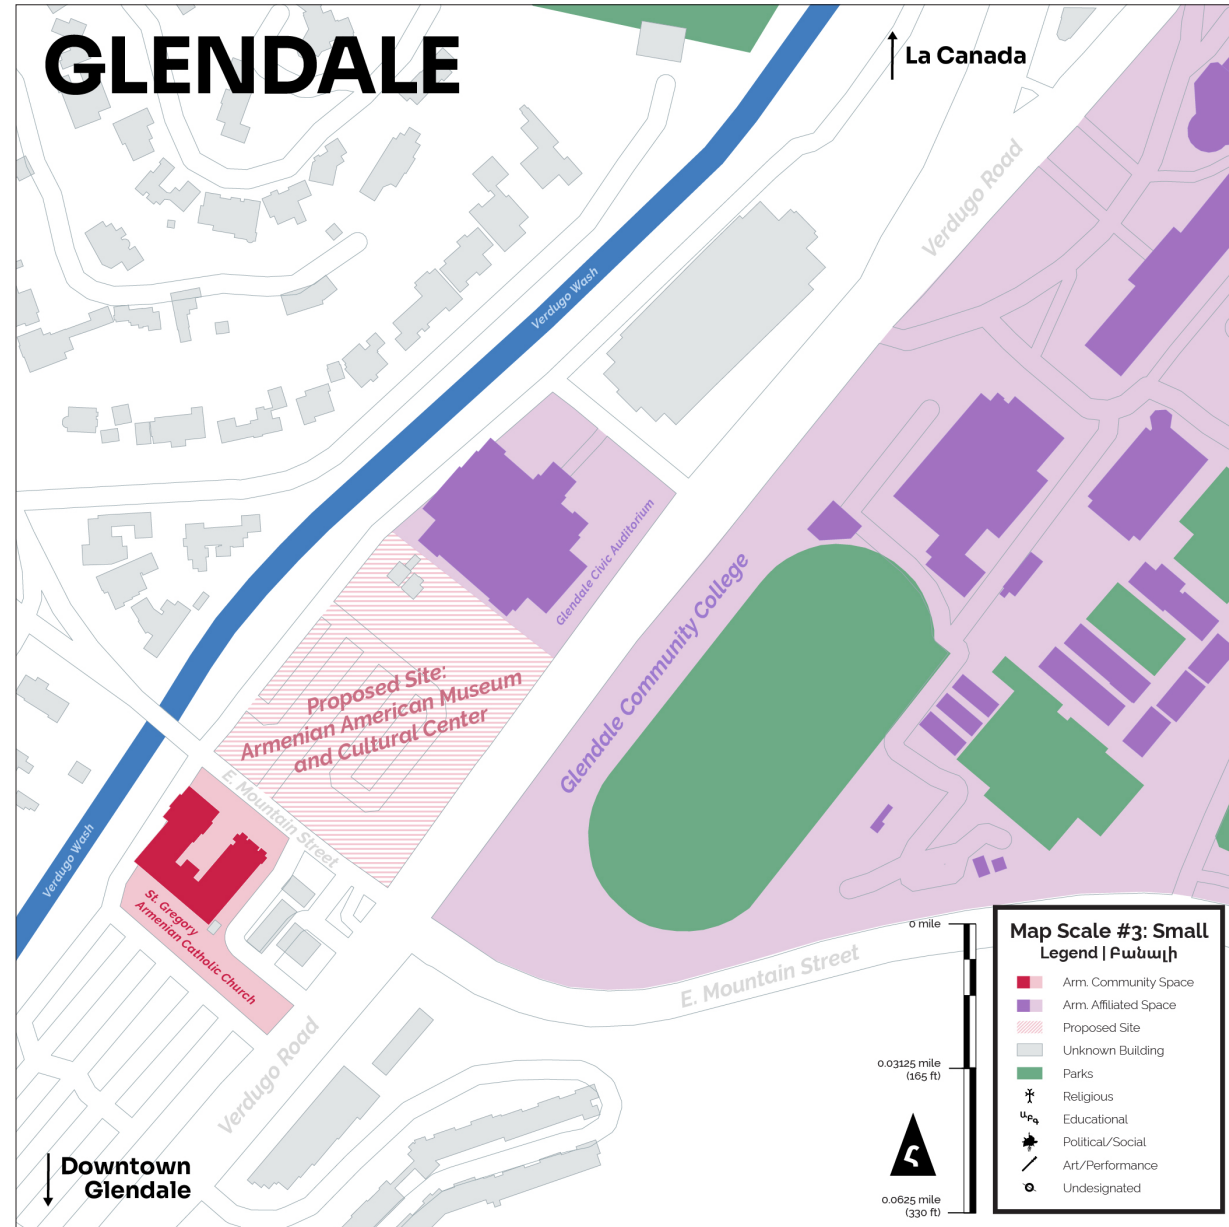 GLENDALE
La Canada
Verdugo Road
Verdugo Wash
Glendale Civic Auditorium
Glendale Community College
Proposed Site:
Armenian American Museum
and Cultural Center
E. Mountain Street
Verdugo Wash
St. Gregory
Armenian Catholic Church
E. Mountain Street
Verdugo Road
Downtown
Glendale
0 mile
0.03125 mile
(165 ft)
0.0625 mile
(330 ft)
Հ
Map Scale #3: Small
Legend | Բանալի
Arm. Community Space
Arm. Affiliated Space
Proposed Site
Unknown Building
Parks
Religious
ԱԲԳ
Educational
Political/Social
Art/Performance
Undesignated